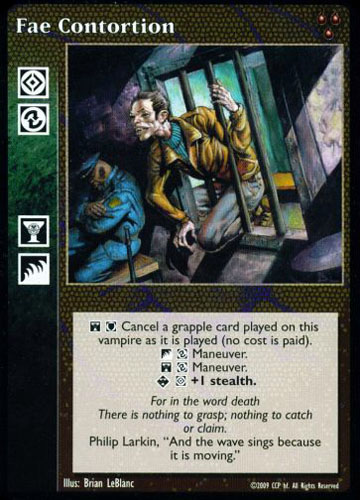 Fae Contortion
Cancel a grapple card played on this
vampire as it is played (no cost is paid).
Maneuver.
Maneuver.
+1 stealth.
For in the word death
There is nothing to grasp; nothing to catch
or claim.
Philip Larkin, “And the wave sings because
it is moving.”
Illus: Brian LeBlanc
©2009 CCP hf. All Rights Reserved